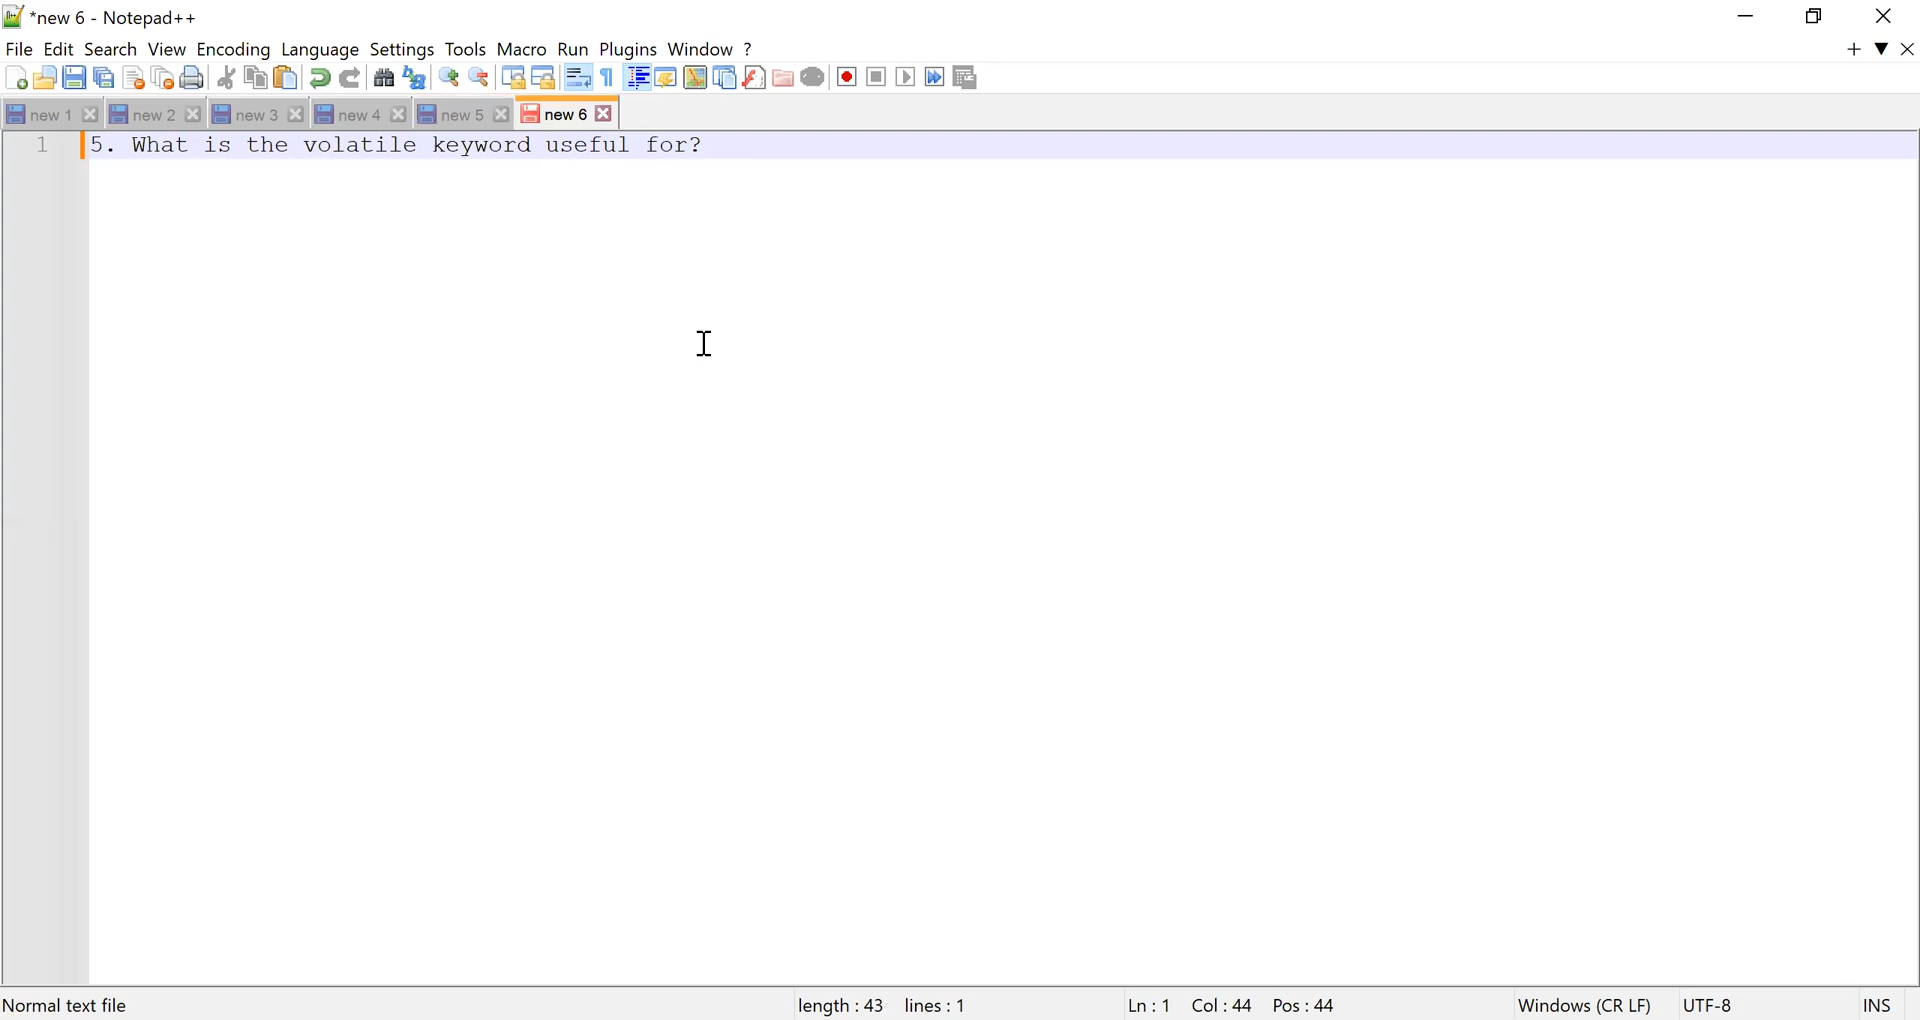 *new 6 - Notepad++
File Edit Search View Encoding Language Settings Tools Macro Run Plugins Window ?
new 1 new 2 new 3 new 4 new 5 new 6
1 5. What is the volatile keyword useful for?
Normal text file length : 43 lines : 1 Ln : 1 Col : 44 Pos : 44 Windows (CR LF) UTF-8 INS